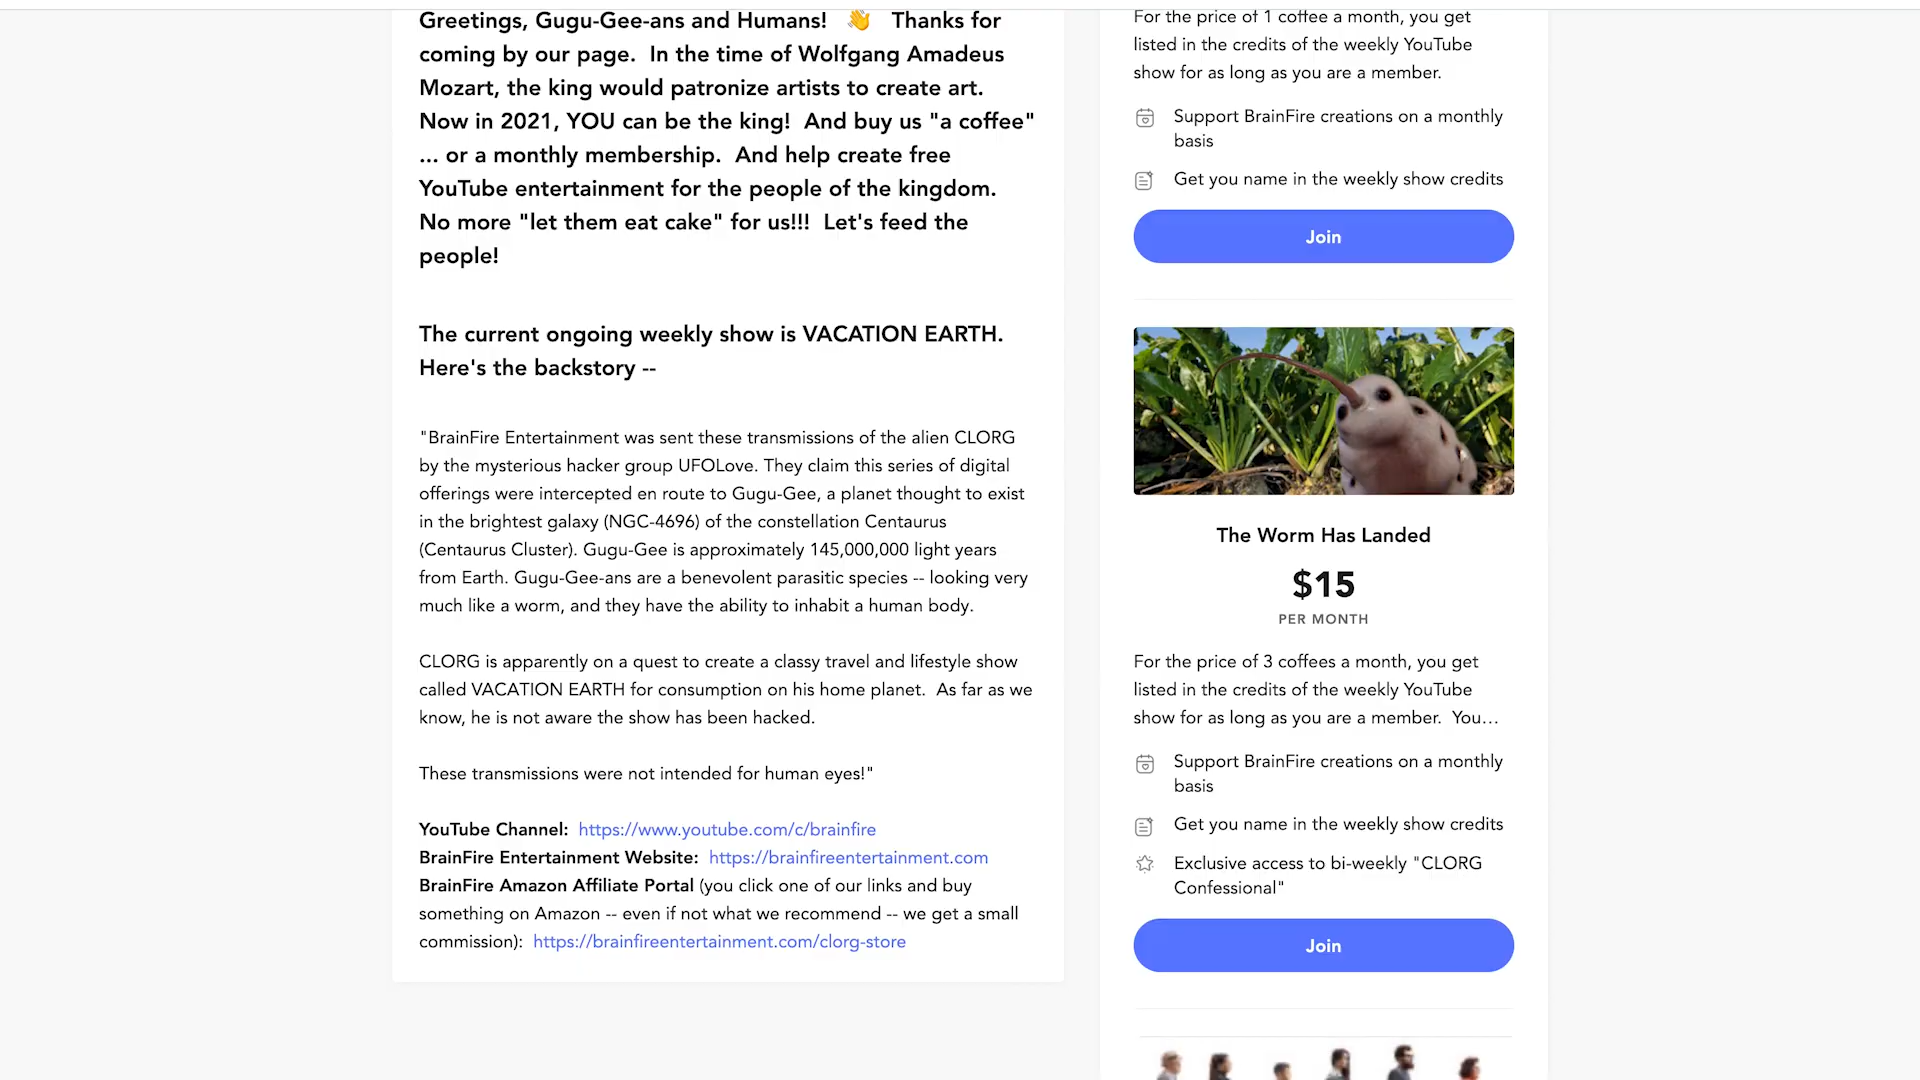 Greetings, Gugu-Gee-ans and Humans! 👋 Thanks for
coming by our page. In the time of Wolfgang Amadeus
Mozart, the king would patronize artists to create art.
Now in 2021, YOU can be the king! And buy us "a coffee"
... or a monthly membership. And help create free
YouTube entertainment for the people of the kingdom.
No more "let them eat cake" for us!!! Let's feed the
people!
The current ongoing weekly show is VACATION EARTH.
Here's the backstory --
"BrainFire Entertainment was sent these transmissions of the alien CLORG
by the mysterious hacker group UFOLove. They claim this series of digital
offerings were intercepted en route to Gugu-Gee, a planet thought to exist
in the brightest galaxy (NGC-4696) of the constellation Centaurus
(Centaurus Cluster). Gugu-Gee is approximately 145,000,000 light years
from Earth. Gugu-Gee-ans are a benevolent parasitic species -- looking very
much like a worm, and they have the ability to inhabit a human body.
CLORG is apparently on a quest to create a classy travel and lifestyle show
called VACATION EARTH for consumption on his home planet. As far as we
know, he is not aware the show has been hacked.
These transmissions were not intended for human eyes!"
YouTube Channel: https://www.youtube.com/c/brainfire
BrainFire Entertainment Website: https://brainfireentertainment.com
BrainFire Amazon Affiliate Portal (you click one of our links and buy
something on Amazon -- even if not what we recommend -- we get a small
commission): https://brainfireentertainment.com/clorg-store
For the price of 1 coffee a month, you get
listed in the credits of the weekly YouTube
show for as long as you are a member.
Support BrainFire creations on a monthly
basis
Get you name in the weekly show credits
Join
The Worm Has Landed
$15
PER MONTH
For the price of 3 coffees a month, you get
listed in the credits of the weekly YouTube
show for as long as you are a member. You...
Support BrainFire creations on a monthly
basis
Get you name in the weekly show credits
Exclusive access to bi-weekly "CLORG
Confessional"
Join